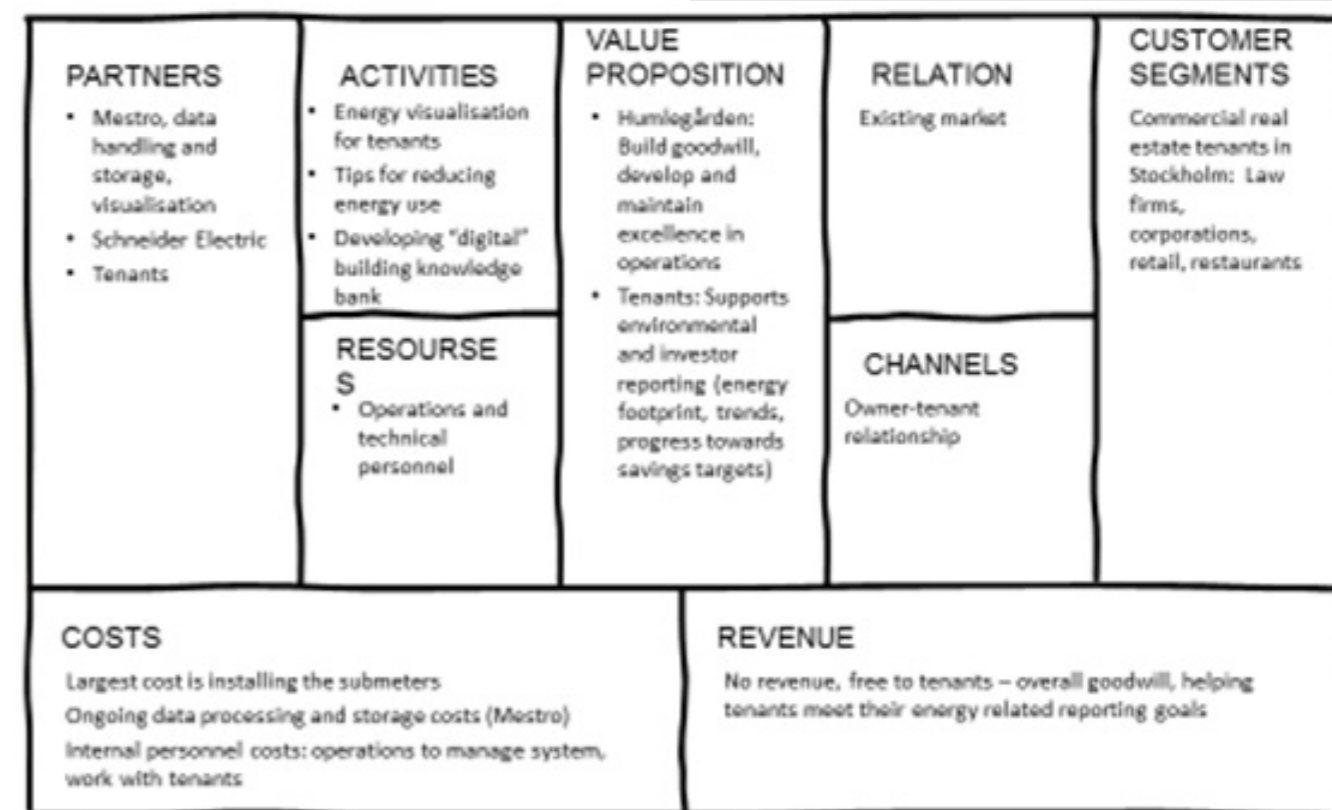 PARTNERS
• Mestro, data
handling and
storage,
visualisation
• Schneider Electric
• Tenants
ACTIVITIES
• Energy visualisation
for tenants
• Tips for reducing
energy use
• Developing "digital"
building knowledge
bank
RESOURSE
S
• Operations and
technical
personnel
VALUE
PROPOSITION
• Humlegården:
Build goodwill,
develop and
maintain
excellence in
operations
• Tenants: Supports
environmental
and investor
reporting (energy
footprint, trends,
progress towards
savings targets)
RELATION
Existing market
CHANNELS
Owner-tenant
relationship
CUSTOMER
SEGMENTS
Commercial real
estate tenants in
Stockholm: Law
firms,
corporations,
retail, restaurants
COSTS
Largest cost is installing the submeters
Ongoing data processing and storage costs (Mestro)
Internal personnel costs: operations to manage system,
work with tenants
REVENUE
No revenue, free to tenants – overall goodwill, helping
tenants meet their energy related reporting goals